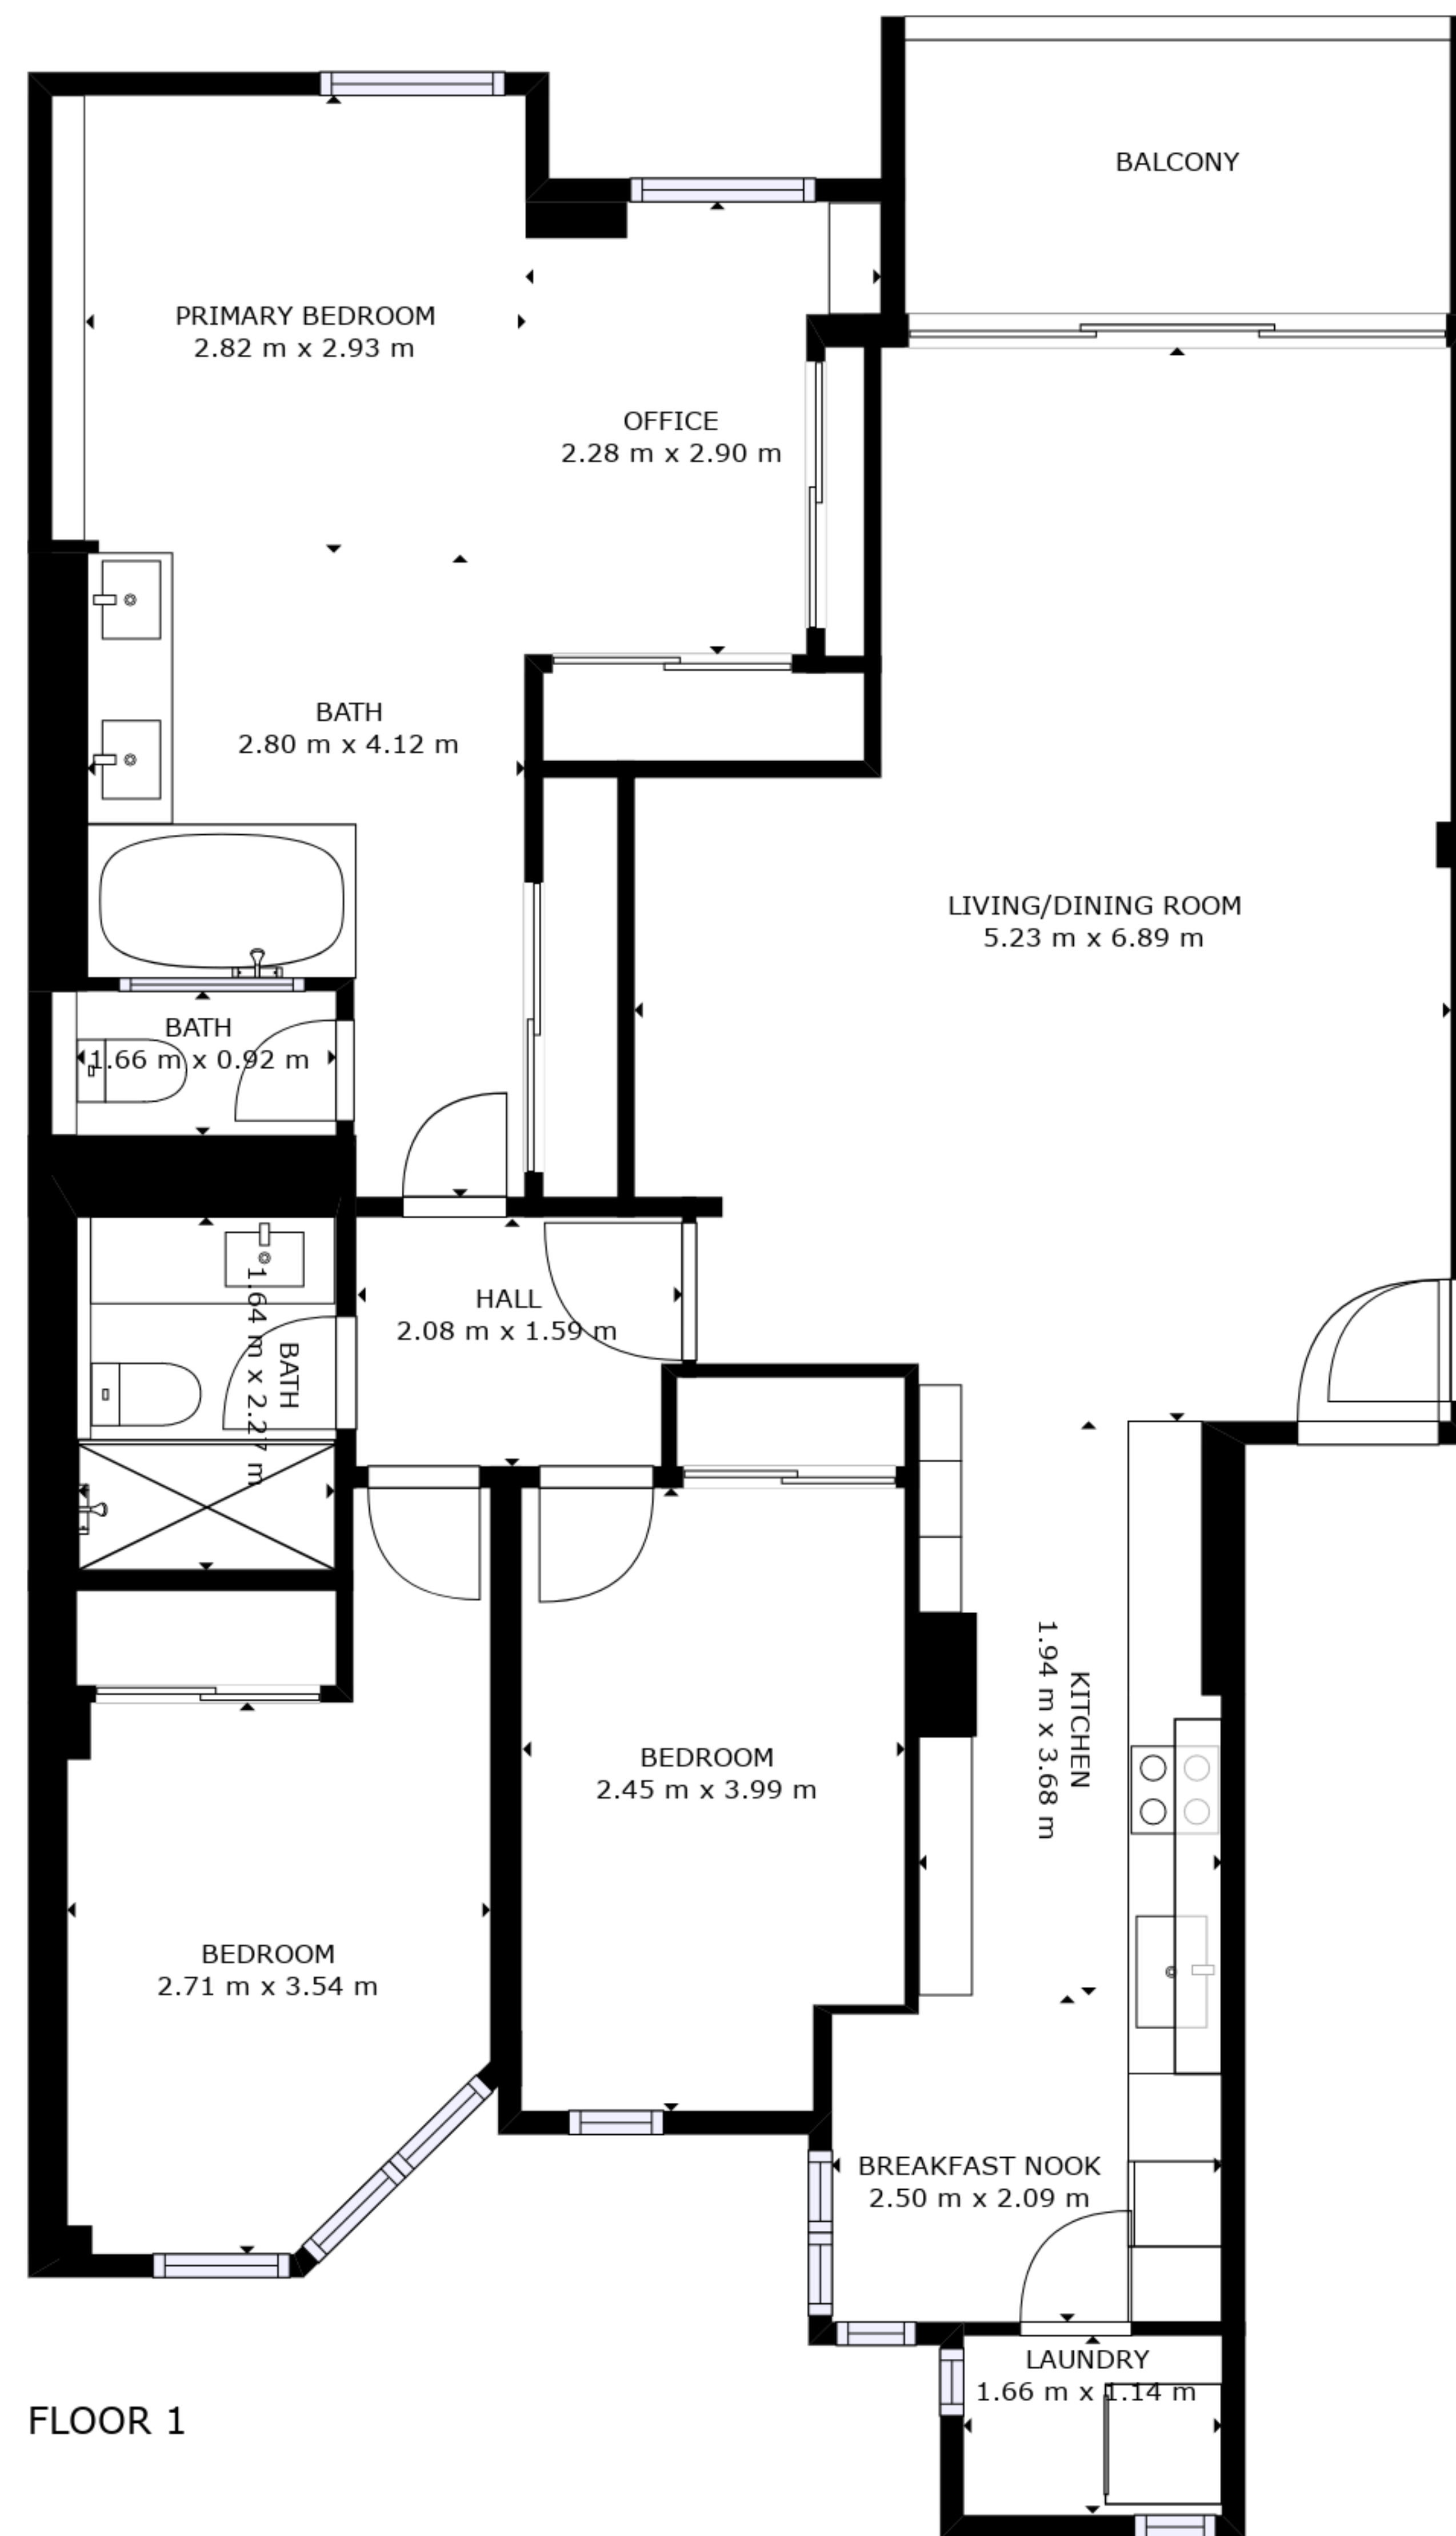 BALCONY
PRIMARY BEDROOM
2.82 m x 2.93 m
OFFICE
2.28 m x 2.90 m
BATH
2.80 m x 4.12 m
LIVING/DINING ROOM
5.23 m x 6.89 m
BATH
1.66 m x 0.92 m
HALL
2.08 m x 1.59 m
BATH
1.64 m x 2.27 m
KITCHEN
1.94 m x 3.68 m
BEDROOM
2.45 m x 3.99 m
BEDROOM
2.71 m x 3.54 m
BREAKFAST NOOK
2.50 m x 2.09 m
LAUNDRY
1.66 m x 1.14 m
FLOOR 1